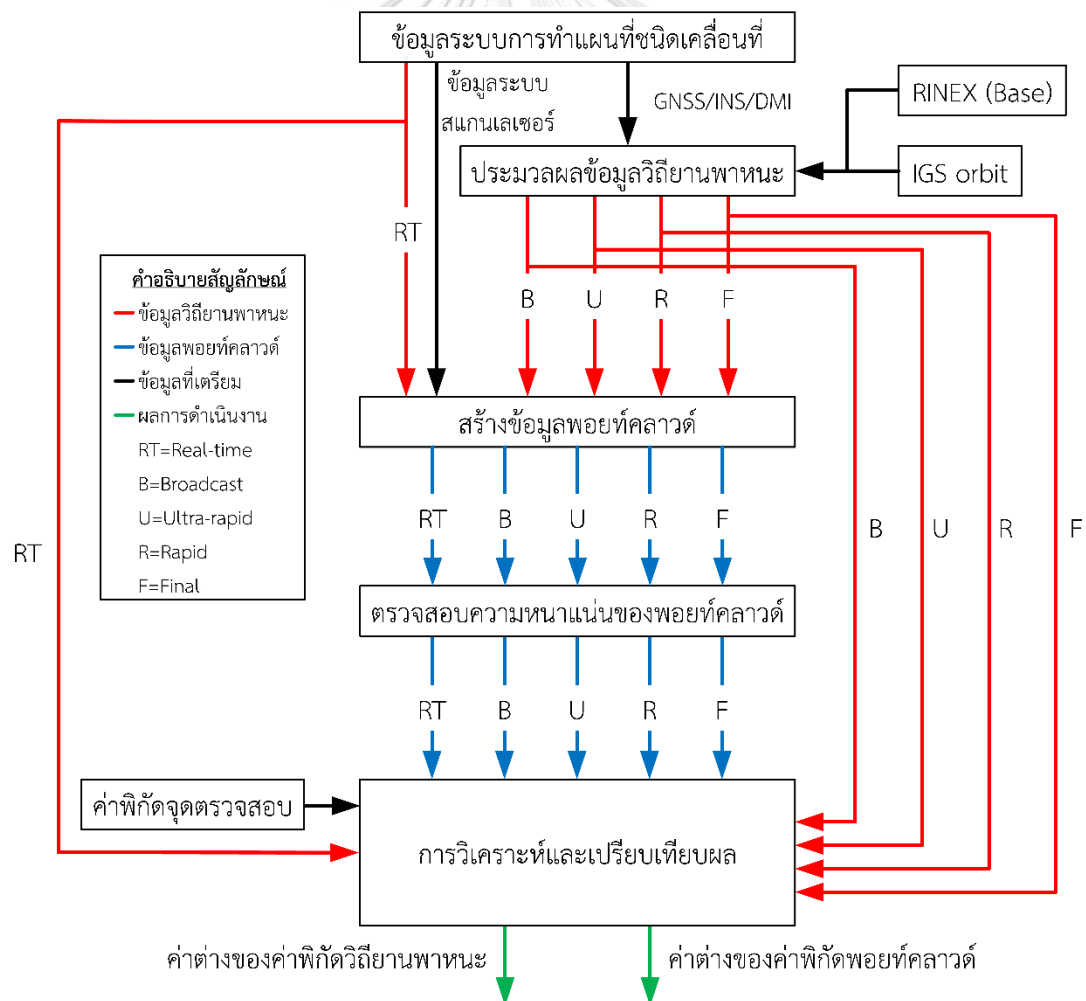 ข้อมูลระบบการทำแผนที่ชนิดเคลื่อนที่
ข้อมูลระบบ
สแกนเลเซอร์
GNSS/INS/DMI
RINEX (Base)
IGS orbit
ประมวลผลข้อมูลวิถียานพาหนะ
RT
B U R F
คำอธิบายสัญลักษณ์
ข้อมูลวิถียานพาหนะ
ข้อมูลพอยท์คลาวด์
ข้อมูลที่เตรียม
ผลการดำเนินงาน
RT=Real-time
B=Broadcast
U=Ultra-rapid
R=Rapid
F=Final
สร้างข้อมูลพอยท์คลาวด์
RT B U R F
RT
B U R F
ตรวจสอบความหนาแน่นของพอยท์คลาวด์
RT B U R F
ค่าพิกัดจุดตรวจสอบ
การวิเคราะห์และเปรียบเทียบผล
ค่าต่างของค่าพิกัดวิถียานพาหนะ
ค่าต่างของค่าพิกัดพอยท์คลาวด์